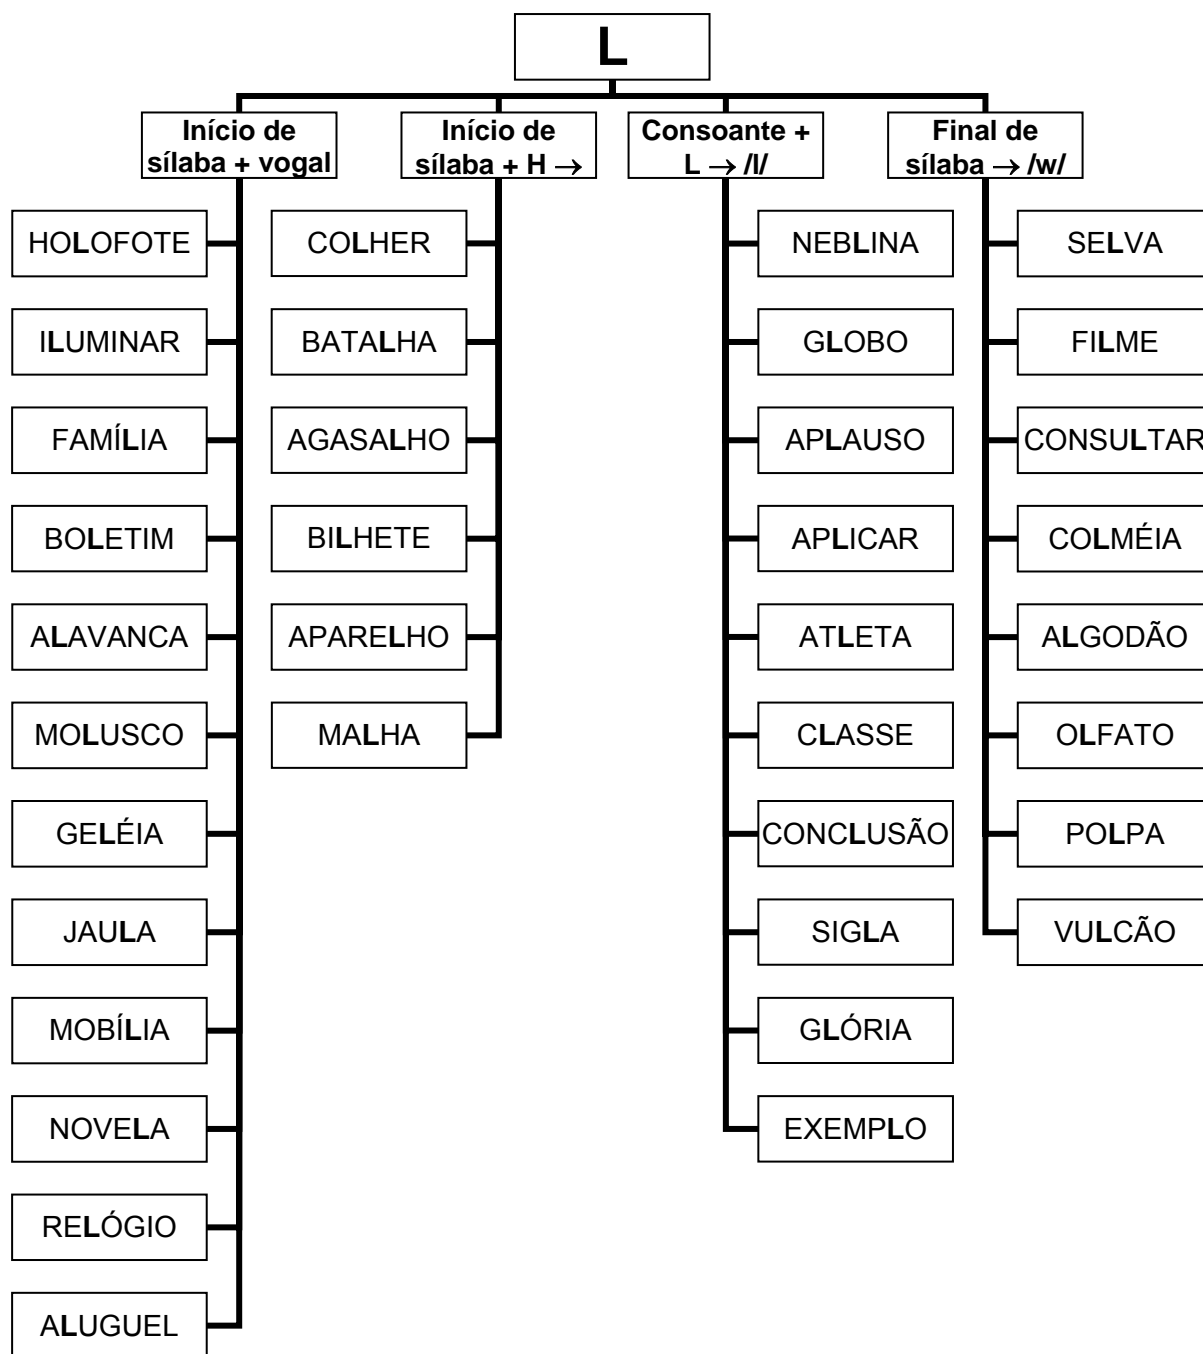 L
Início de
sílaba + vogal
Início de
sílaba + H →
Consoante +
L → /l/
Final de
sílaba → /w/
HOLOFOTE
ILUMINAR
FAMÍLIA
BOLETIM
ALAVANCA
MOLUSCO
GELÉIA
JAULA
MOBÍLIA
NOVELA
RELÓGIO
ALUGUEL
COLHER
BATALHA
AGASALHO
BILHETE
APARELHO
MALHA
NEBLINA
GLOBO
APLAUSO
APLICAR
ATLETA
CLASSE
CONCLUSÃO
SIGLA
GLÓRIA
EXEMPLO
SELVA
FILME
CONSULTAR
COLMÉIA
ALGODÃO
OLFATO
POLPA
VULCÃO